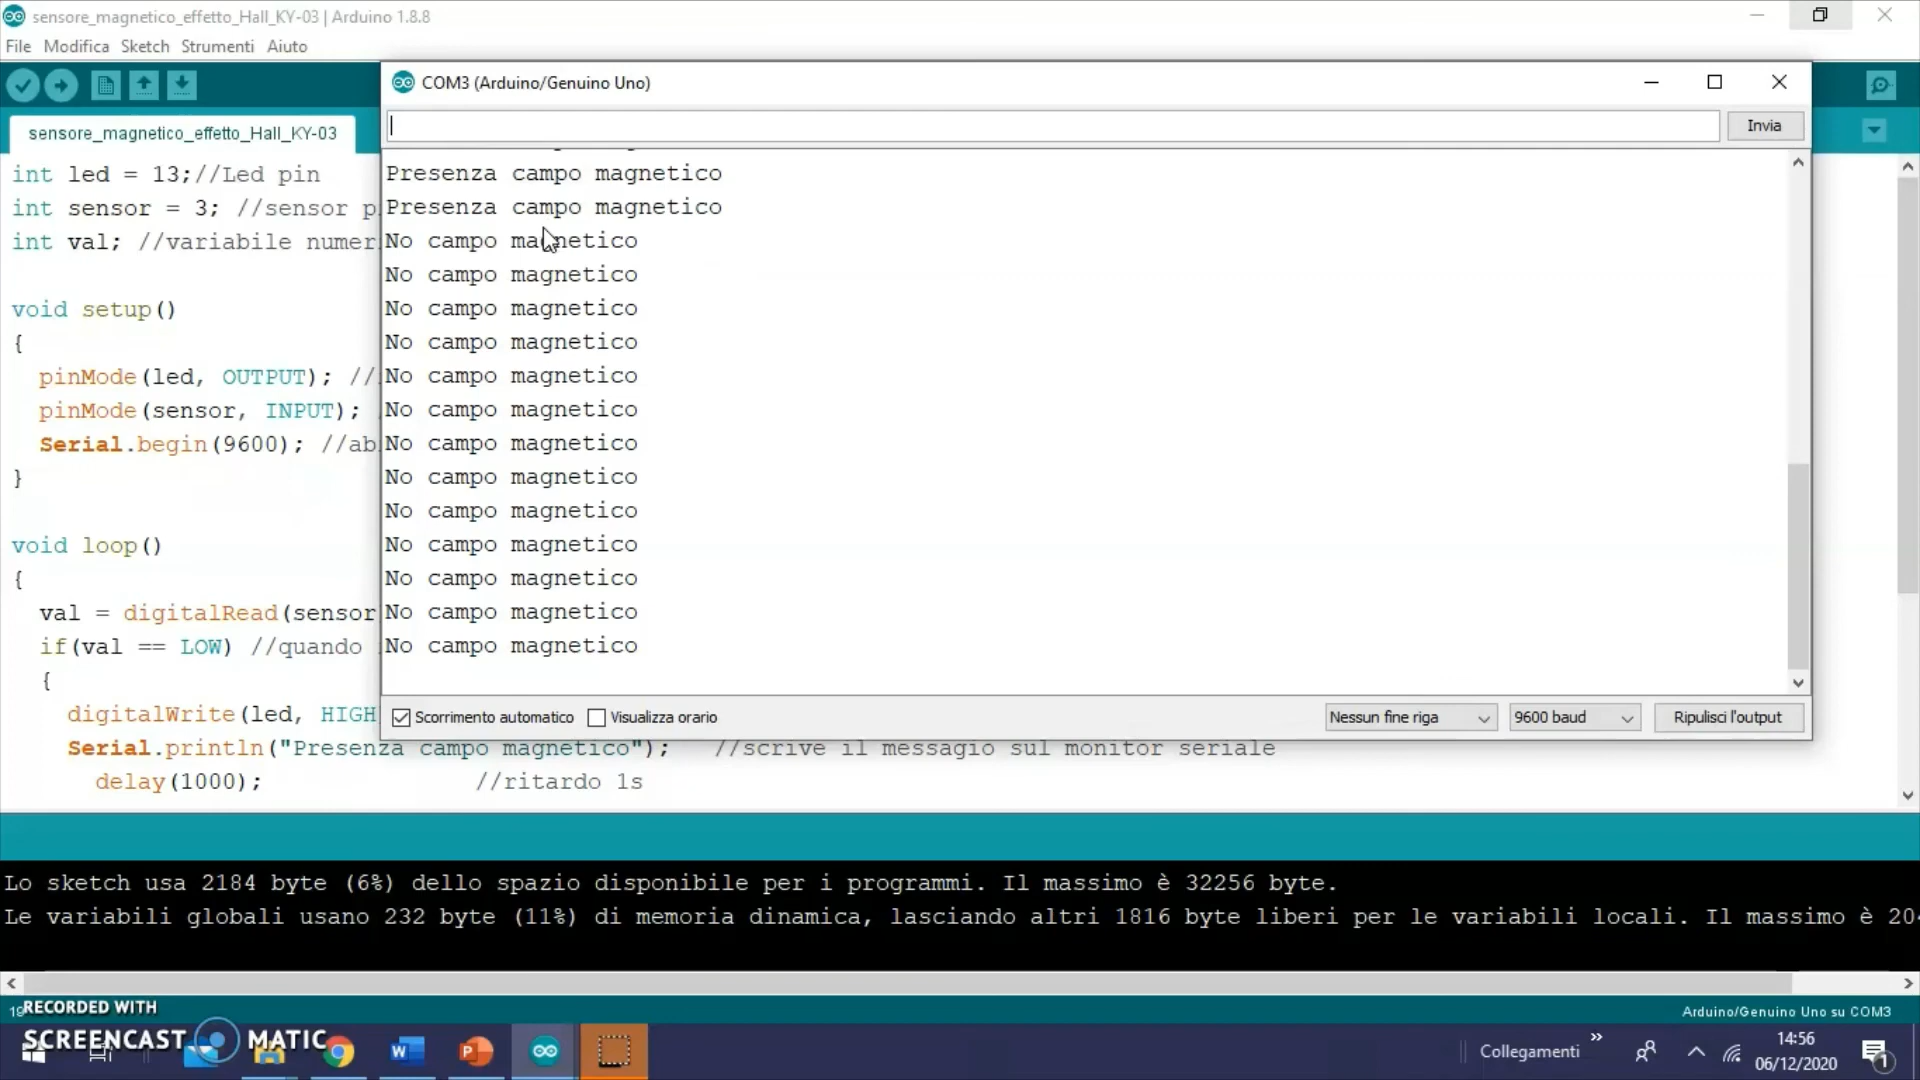 sensore_magnetico_effetto_Hall_KY-03 | Arduino 1.8.8
File Modifica Sketch Strumenti Aiuto
COM3 (Arduino/Genuino Uno)
Invia
sensore_magnetico_effetto_Hall_KY-03
int led = 13;//Led pin
int sensor = 3; //sensor p
int val; //variabile numer
void setup()
{
pinMode(led, OUTPUT); //
pinMode(sensor, INPUT);
Serial.begin(9600); //ab
}
void loop()
{
val = digitalRead(sensor
if(val == LOW) //quando
{
digitalWrite(led, HIGH
Serial.println("Presenza campo magnetico"); //scrive il messagio sul monitor seriale
delay(1000); //ritardo 1s
Presenza campo magnetico
Presenza campo magnetico
No campo magnetico
No campo magnetico
No campo magnetico
No campo magnetico
No campo magnetico
No campo magnetico
No campo magnetico
No campo magnetico
No campo magnetico
No campo magnetico
No campo magnetico
No campo magnetico
No campo magnetico
Scorrimento automatico Visualizza orario Nessun fine riga 9600 baud Ripulisci l'output
Lo sketch usa 2184 byte (6%) dello spazio disponibile per i programmi. Il massimo è 32256 byte.
Le variabili globali usano 232 byte (11%) di memoria dinamica, lasciando altri 1816 byte liberi per le variabili locali. Il massimo è 20
Arduino/Genuino Uno su COM3
RECORDED WITH
SCREENCAST MATIC
Collegamenti
14:56
06/12/2020
1